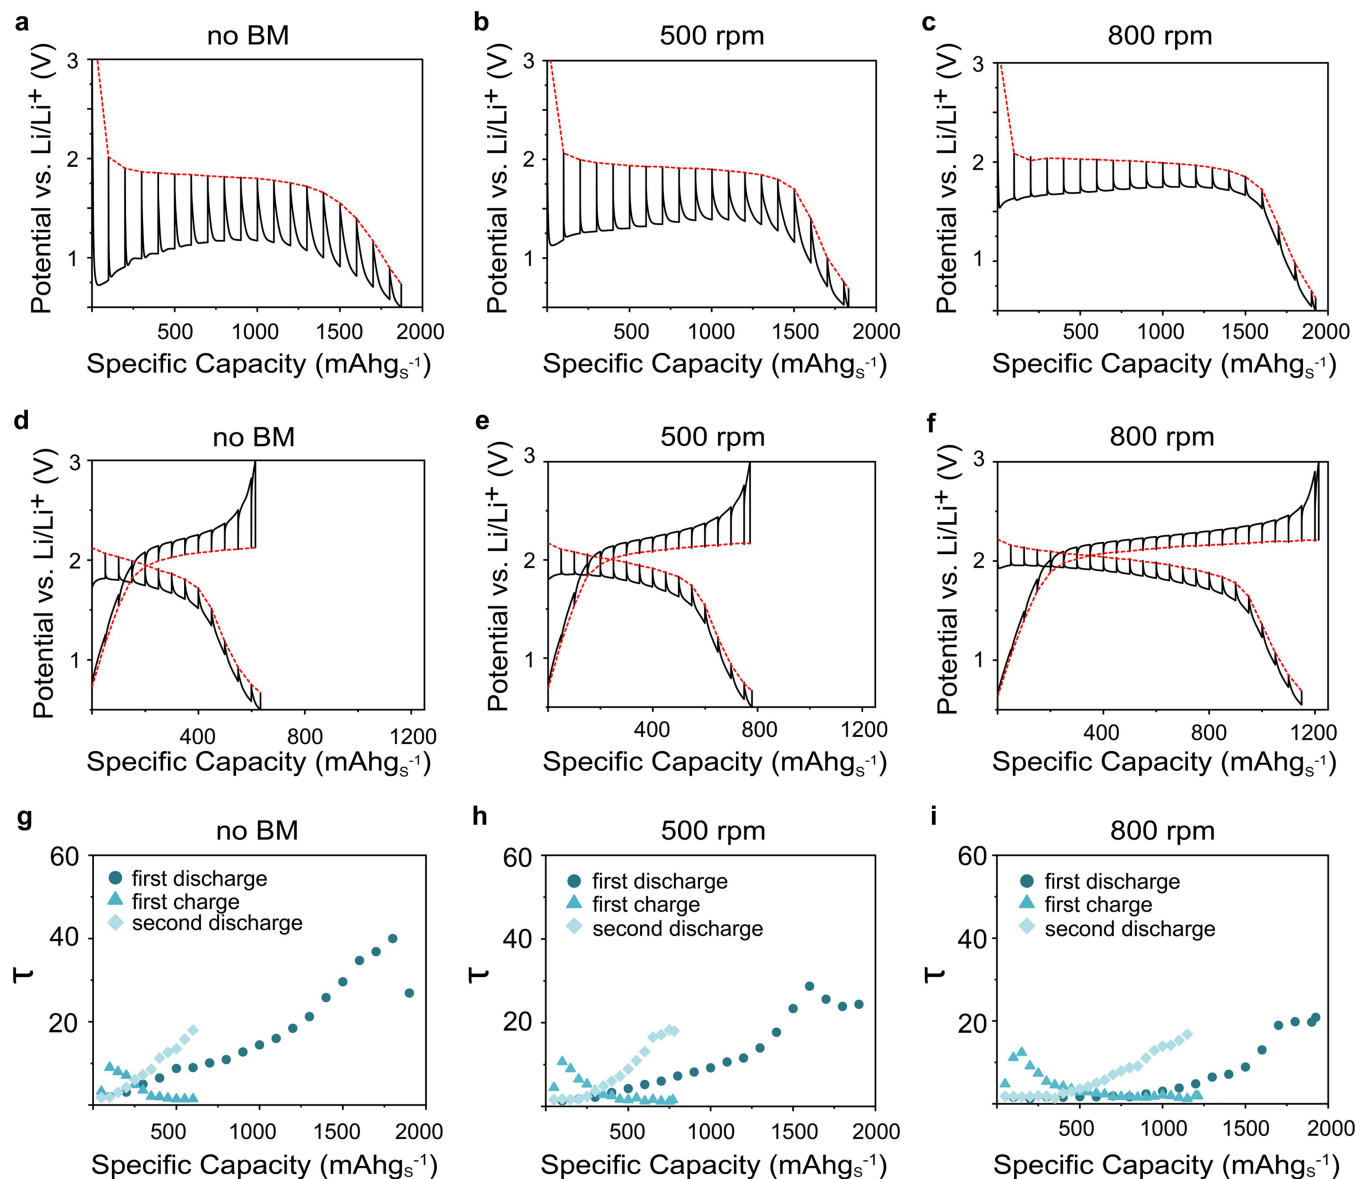 a
no BM
Potential vs. Li/Li⁺ (V)
3
2
1
500
1000
1500
2000
Specific Capacity (mAhgₛ⁻¹)
b
500 rpm
Potential vs. Li/Li⁺ (V)
3
2
1
500
1000
1500
2000
Specific Capacity (mAhgₛ⁻¹)
c
800 rpm
Potential vs. Li/Li⁺ (V)
3
2
1
500
1000
1500
2000
Specific Capacity (mAhgₛ⁻¹)
d
no BM
Potential vs. Li/Li⁺ (V)
3
2
1
400
800
1200
Specific Capacity (mAhgₛ⁻¹)
e
500 rpm
Potential vs. Li/Li⁺ (V)
3
2
1
400
800
1200
Specific Capacity (mAhgₛ⁻¹)
f
800 rpm
Potential vs. Li/Li⁺ (V)
3
2
1
400
800
1200
Specific Capacity (mAhgₛ⁻¹)
g
no BM
τ
60
40
20
first discharge
first charge
second discharge
500
1000
1500
2000
Specific Capacity (mAhgₛ⁻¹)
h
500 rpm
τ
60
40
20
first discharge
first charge
second discharge
500
1000
1500
2000
Specific Capacity (mAhgₛ⁻¹)
i
800 rpm
τ
60
40
20
first discharge
first charge
second discharge
500
1000
1500
2000
Specific Capacity (mAhgₛ⁻¹)